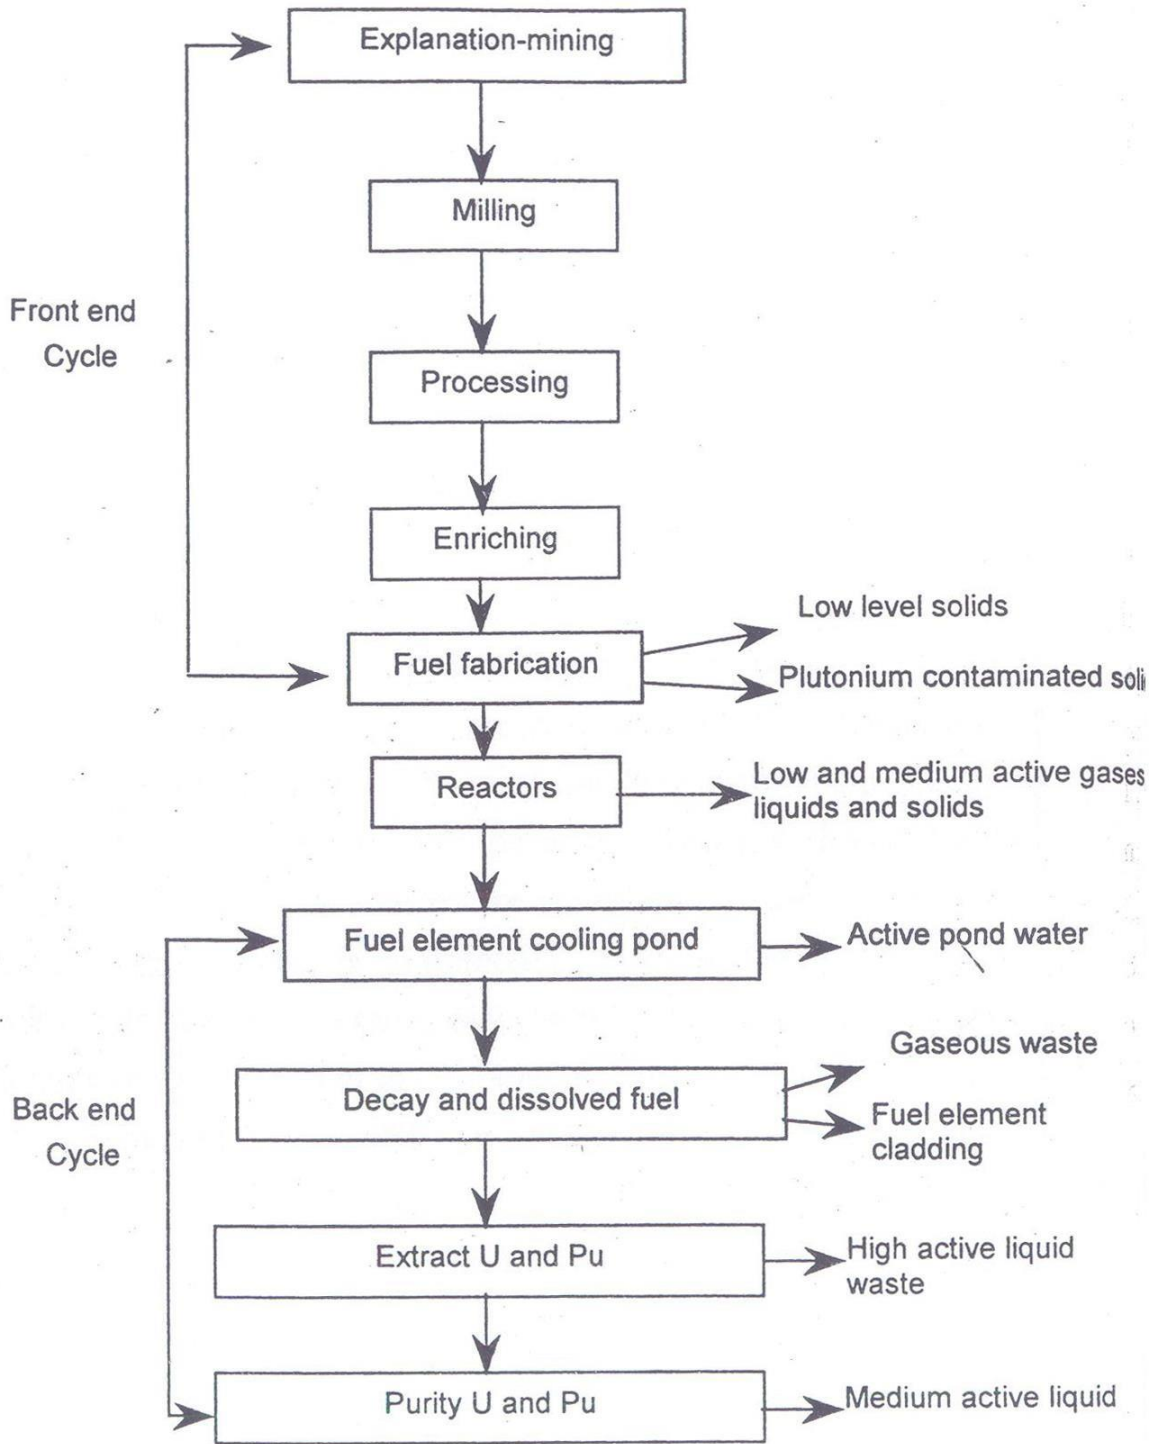 Explanation-mining
Milling
Front end
Cycle
Processing
Enriching
Low level solids
Fuel fabrication
Plutonium contaminated soli
Reactors
Low and medium active gases
liquids and solids
Fuel element cooling pond
Active pond water
Gaseous waste
Decay and dissolved fuel
Fuel element
cladding
Back end
Cycle
Extract U and Pu
High active liquid
waste
Purity U and Pu
Medium active liquid